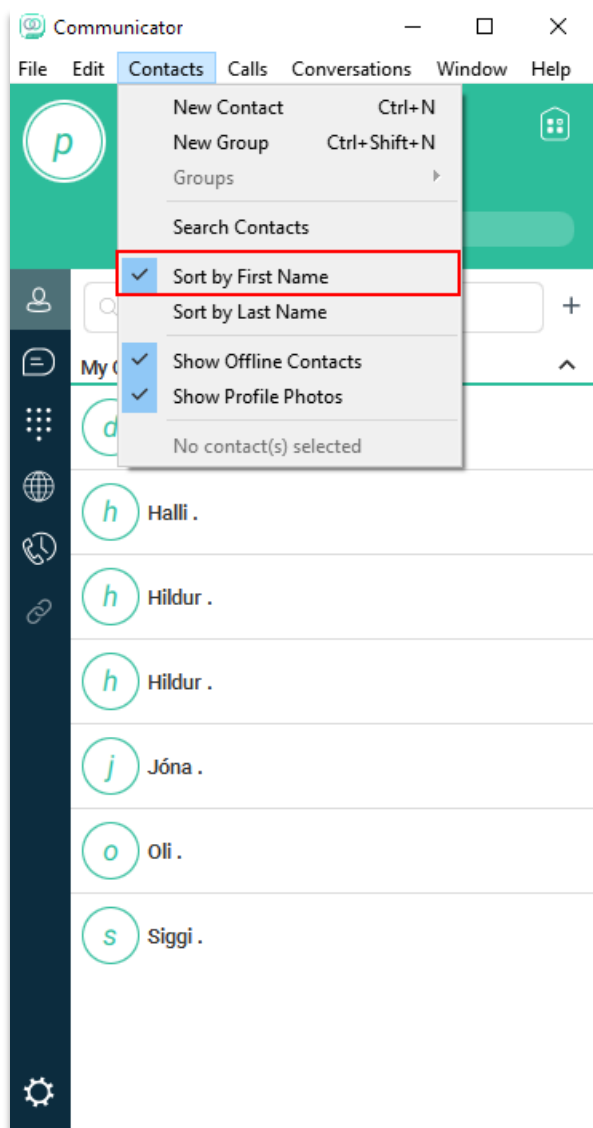 Communicator
File Edit Contacts Calls Conversations Window Help
p
New Contact Ctrl+N
New Group Ctrl+Shift+N
Groups
Search Contacts
Sort by First Name
Sort by Last Name
My
Show Offline Contacts
Show Profile Photos
d
No contact(s) selected
h Halli .
h Hildur .
h Hildur .
j Jóna .
o Oli .
s Siggi .